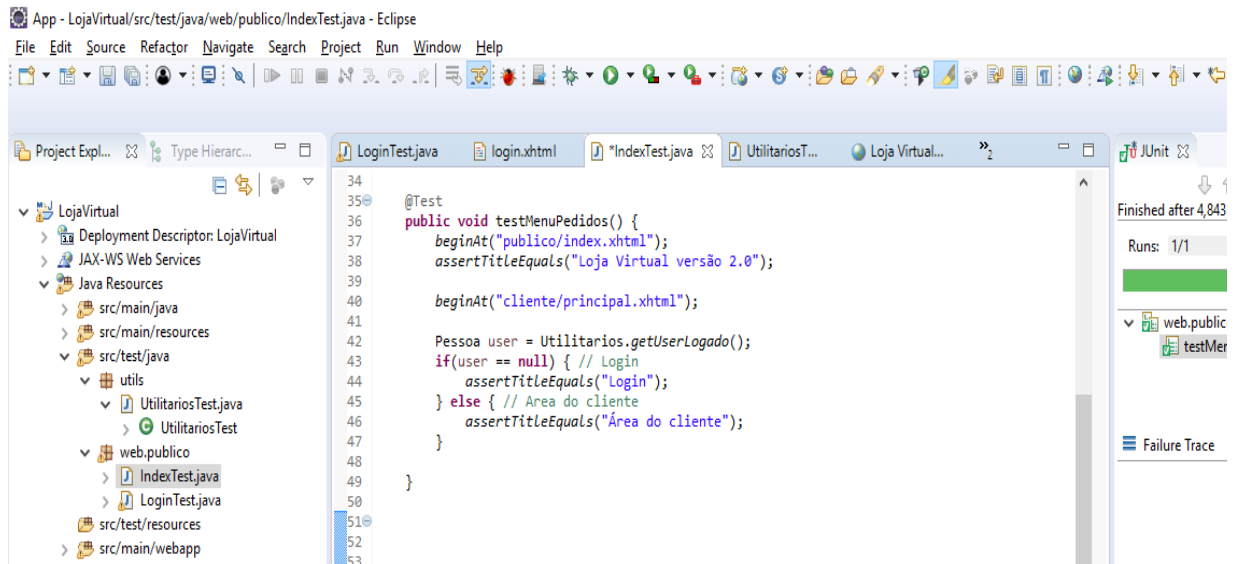 App - LojaVirtual/src/test/java/web/publico/IndexTest.java - Eclipse
File Edit Source Refactor Navigate Search Project Run Window Help
Project Expl... Type Hierarc...
LoginTest.java login.xhtml *IndexTest.java UtilitariosT... Loja Virtual... »2
JUnit
LojaVirtual
Deployment Descriptor: LojaVirtual
JAX-WS Web Services
Java Resources
src/main/java
src/main/resources
src/test/java
utils
UtilitariosTest.java
UtilitariosTest
web.publico
IndexTest.java
LoginTest.java
src/test/resources
src/main/webapp
34
35 @Test
36 public void testMenuPedidos() {
37 beginAt("publico/index.xhtml");
38 assertTitleEquals("Loja Virtual versão 2.0");
39
40 beginAt("cliente/principal.xhtml");
41
42 Pessoa user = Utilitarios.getUserLogado();
43 if(user == null) { // Login
44 assertTitleEquals("Login");
45 } else { // Area do cliente
46 assertTitleEquals("Área do cliente");
47 }
48
49 }
50
51
52
53
Finished after 4,843
Runs: 1/1
web.public
testMer
Failure Trace